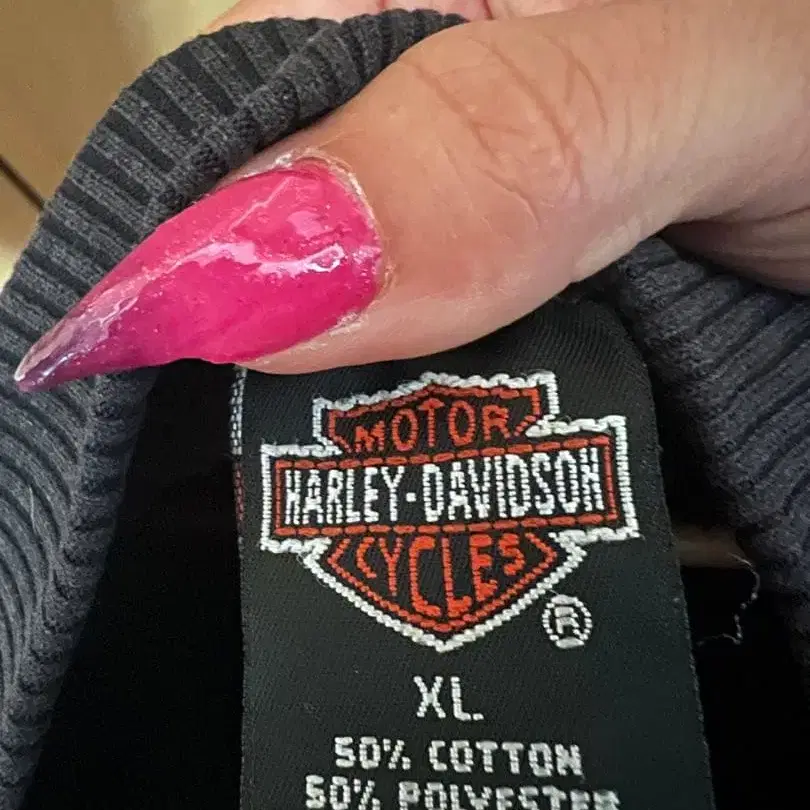 MOTOR
HARLEY-DAVIDSON
CYCLES
®
XL
50% COTTON
50% POLYESTER